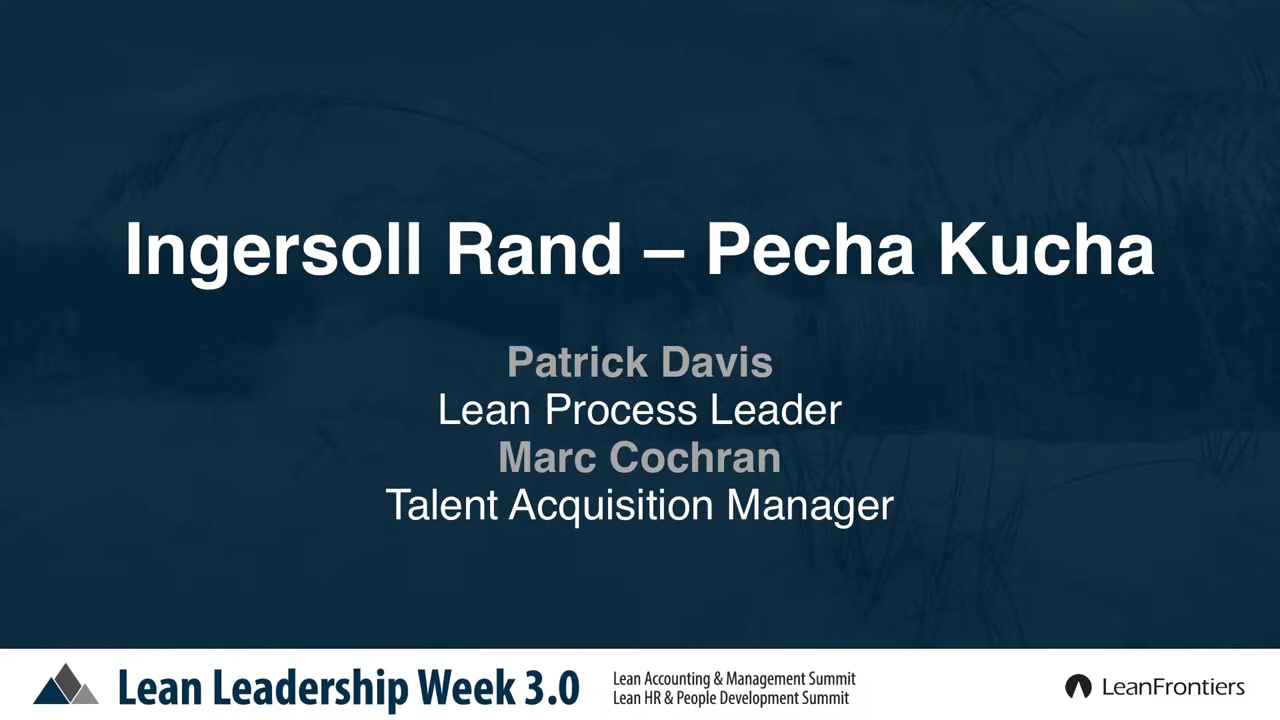 Ingersoll Rand – Pecha Kucha
Patrick Davis
Lean Process Leader
Marc Cochran
Talent Acquisition Manager
Lean Leadership Week 3.0
Lean Accounting & Management Summit
Lean HR & People Development Summit
LeanFrontiers